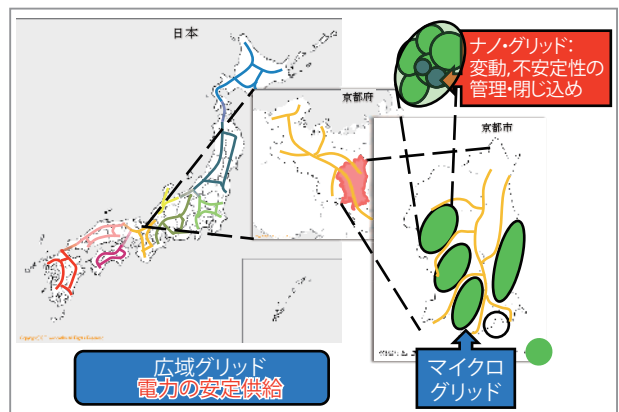 日本
ナノ・グリッド:
変動,不安定性の
管理・閉じ込め
京都府
京都市
広域グリッド
電力の安定供給
マイクロ
グリッド